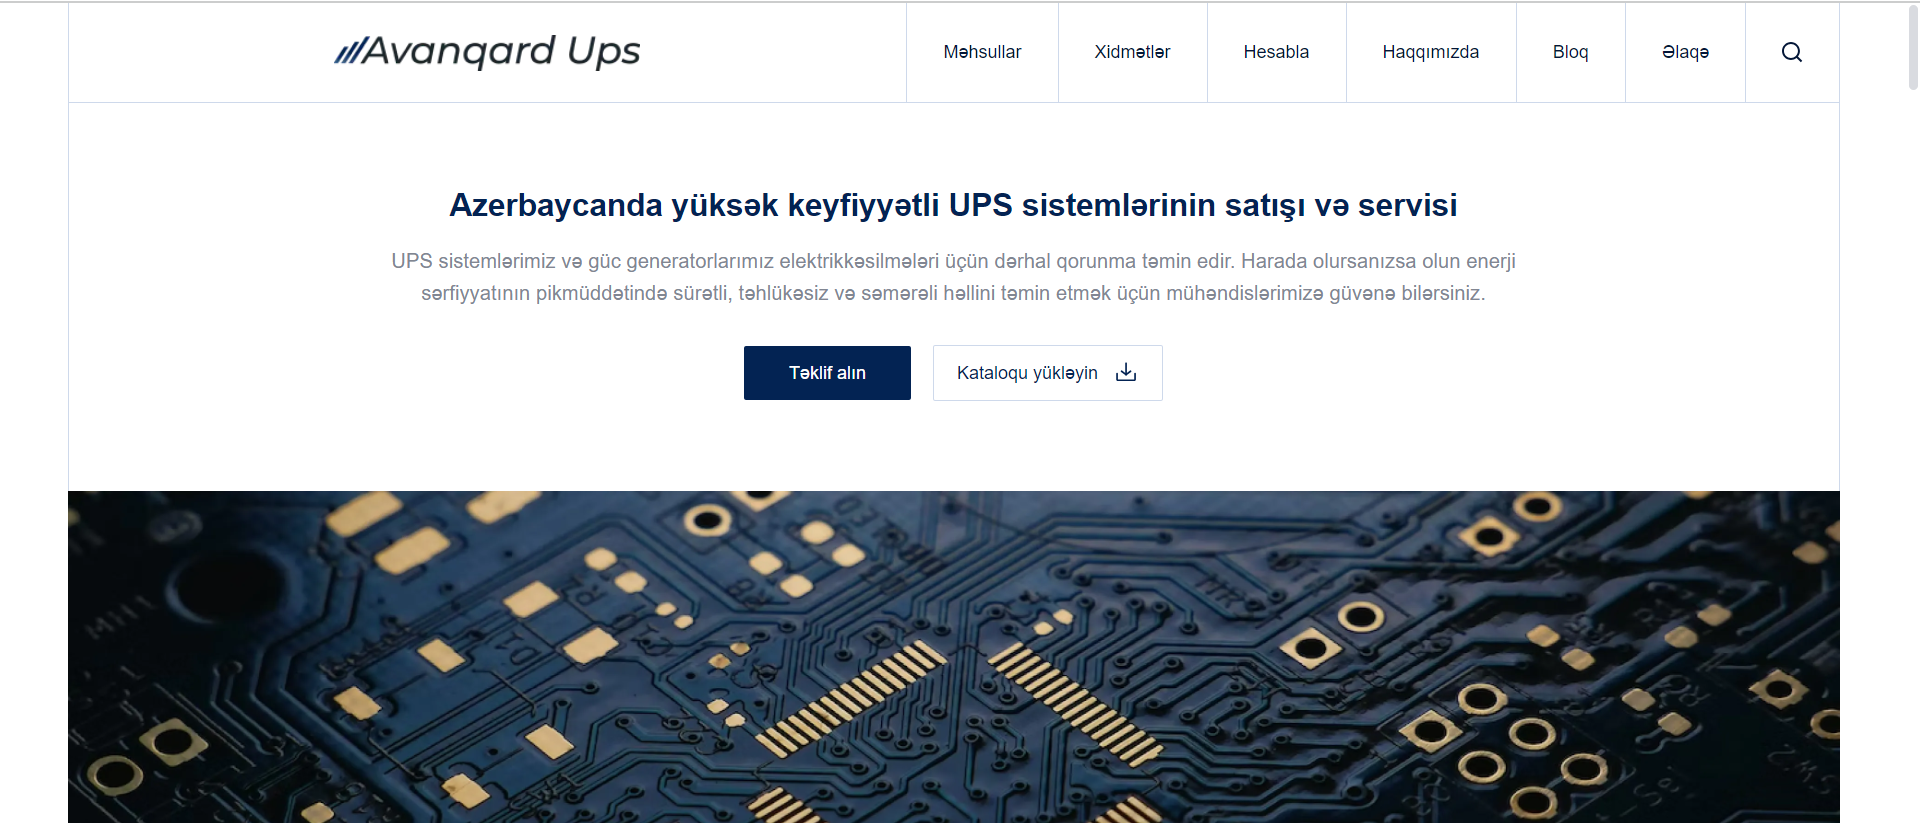 Avanqard Ups
Məhsullar
Xidmətlər
Hesabla
Haqqımızda
Bloq
Əlaqə
Azerbaycanda yüksək keyfiyyətli UPS sistemlərinin satışı və servisi
UPS sistemlərimiz və güc generatorlarımız elektrikkəsilmələri üçün dərhal qorunma təmin edir. Harada olursanızsa olun enerji
sərfiyyatının pikmüddətində sürətli, təhlükəsiz və səmərəli həllini təmin etmək üçün mühəndislərimizə güvənə bilərsiniz.
Təklif alın
Kataloqu yükləyin